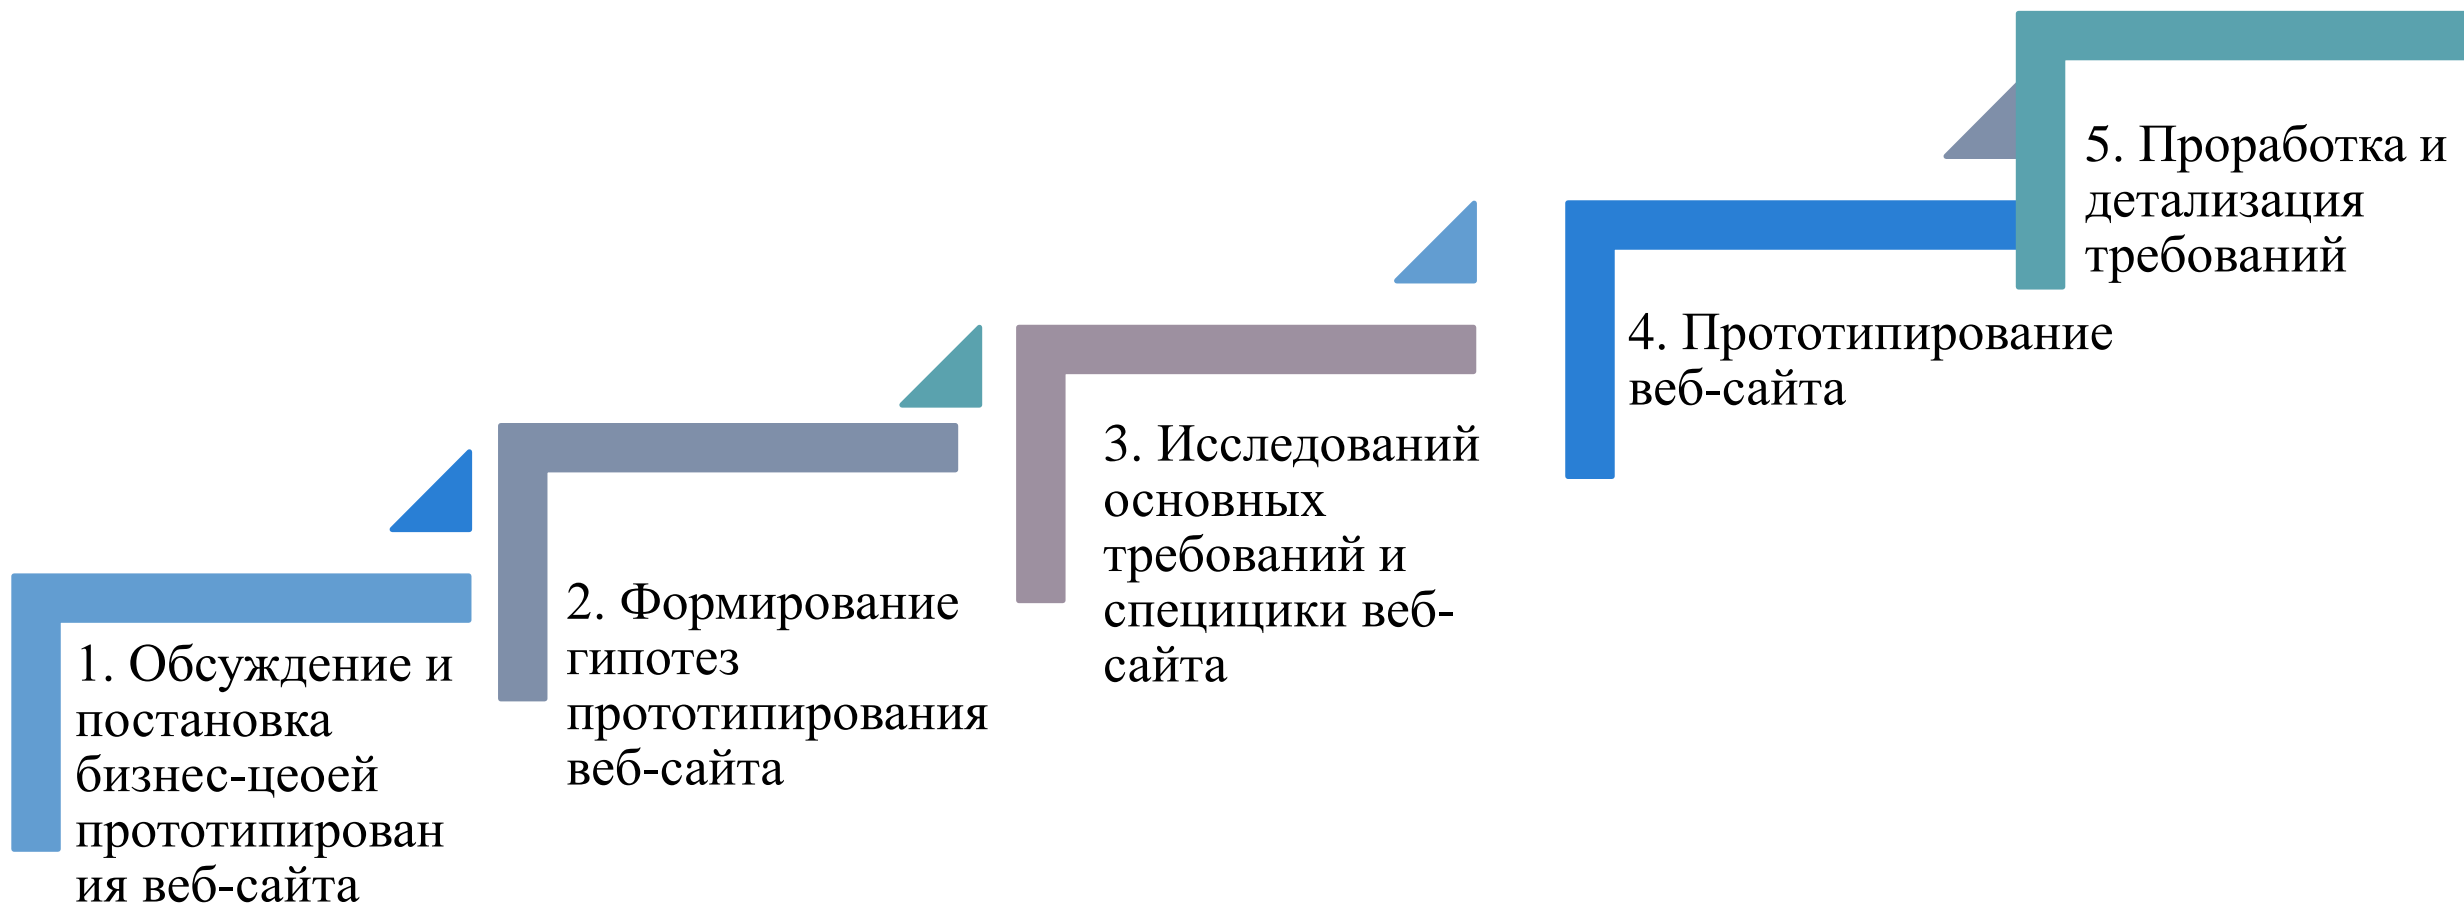 1. Обсуждение и
постановка
бизнес-цеоей
прототипирован
ия веб-сайта
2. Формирование
гипотез
прототипирования
веб-сайта
3. Исследований
основных
требований и
специцики веб-
сайта
4. Прототипирование
веб-сайта
5. Проработка и
детализация
требований